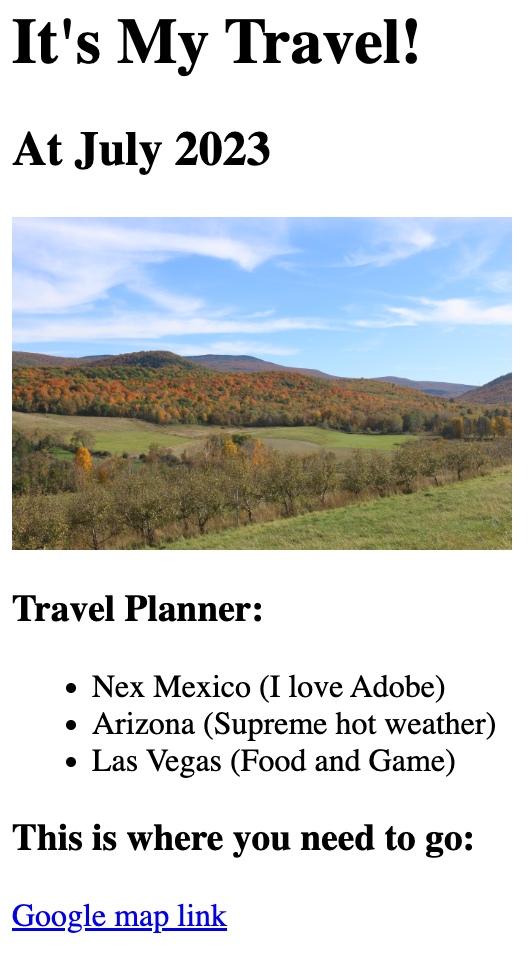 It's My Travel!
At July 2023
Travel Planner:
• Nex Mexico (I love Adobe)
• Arizona (Supreme hot weather)
• Las Vegas (Food and Game)
This is where you need to go:
Google map link